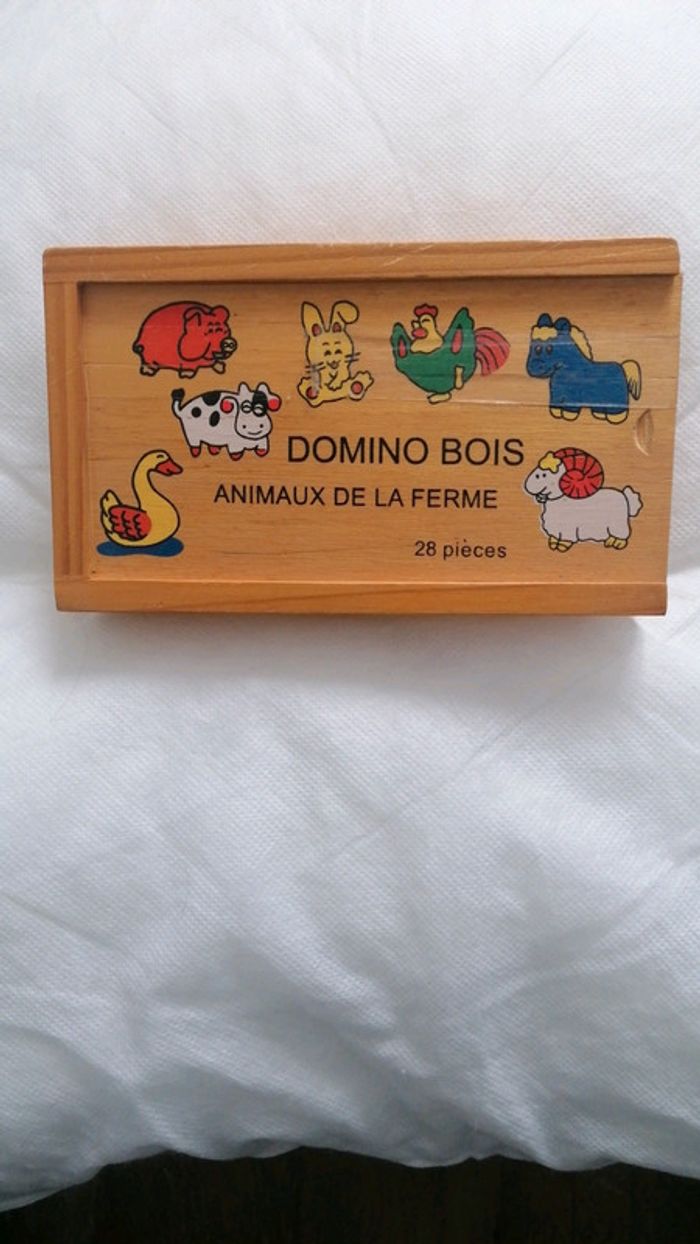 DOMINO BOIS
ANIMAUX DE LA FERME
28 pièces